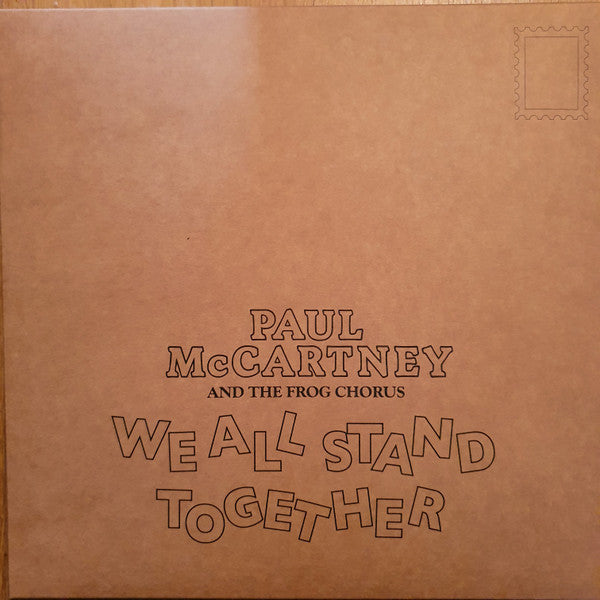 PAUL
McCARTNEY
AND THE FROG CHORUS
WE ALL STAND
TOGETHER